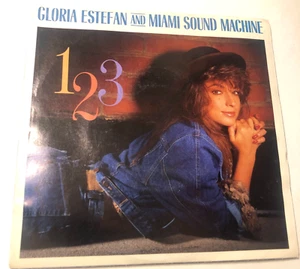 GLORIA ESTEFAN AND MIAMI SOUND MACHINE
1 2 3